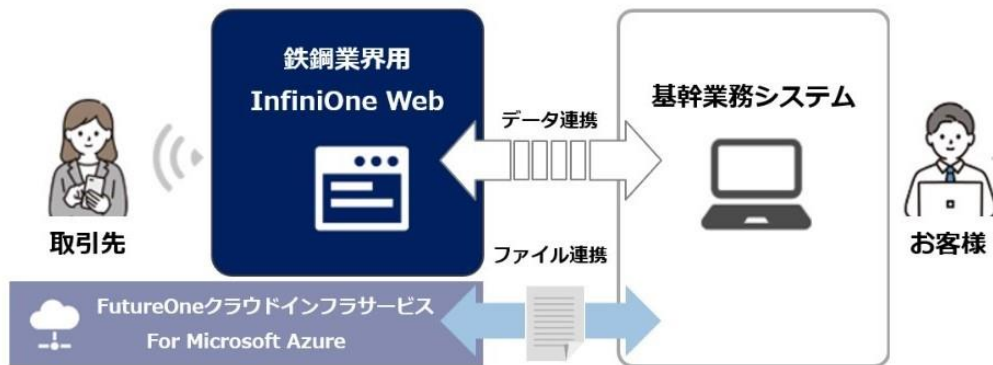 鉄鋼業界用
InfiniOne Web
基幹業務システム
データ連携
取引先
お客様
ファイル連携
FutureOneクラウドインフラサービス
For Microsoft Azure